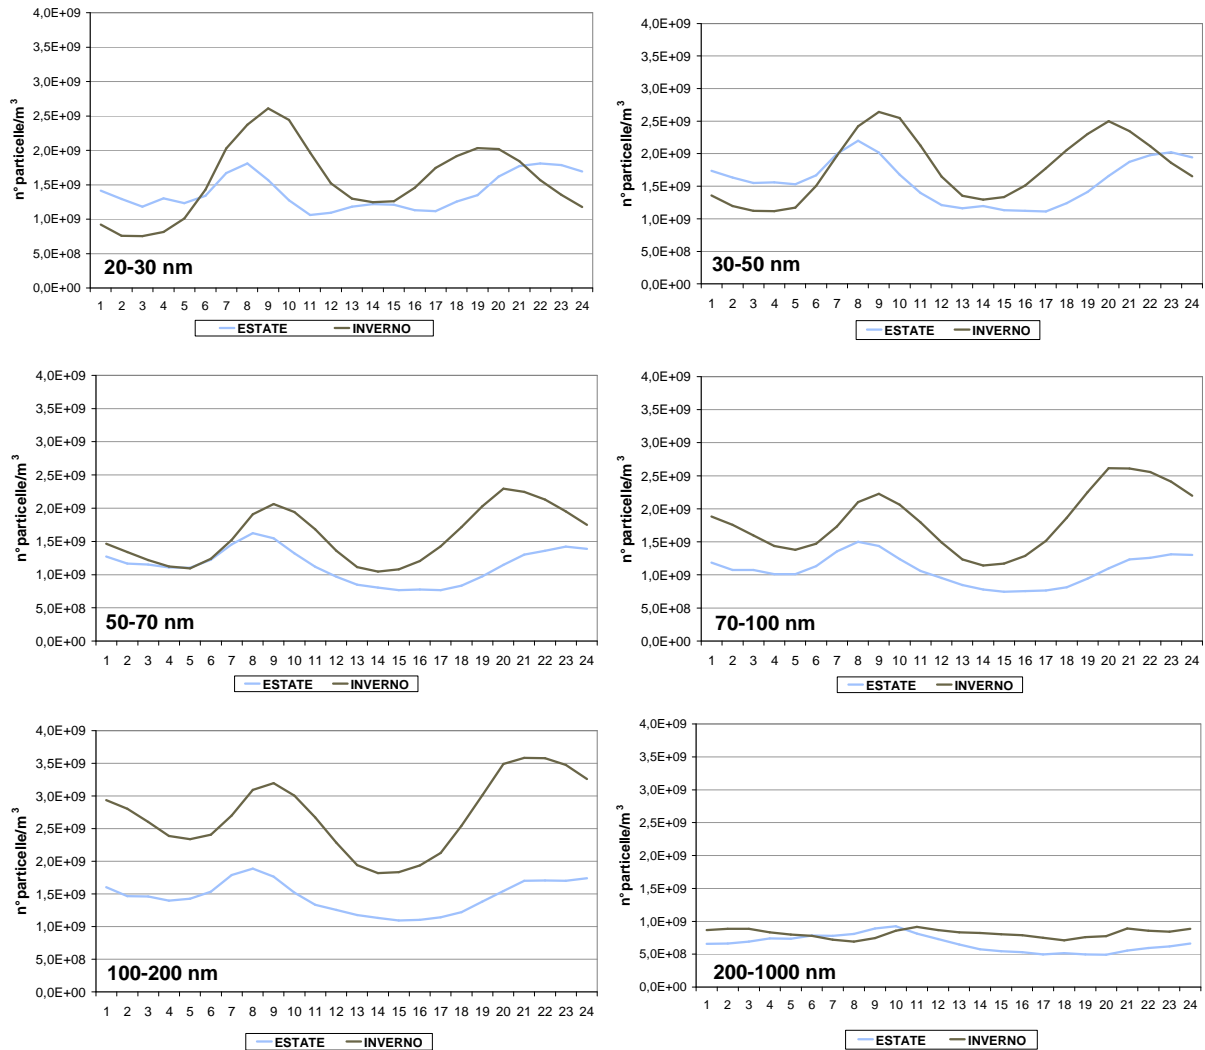 4,0E+09
3,5E+09
3,0E+09
2,5E+09
2,0E+09
1,5E+09
1,0E+09
5,0E+08
0,0E+00
n° particelle/m³
20-30 nm
1 2 3 4 5 6 7 8 9 10 11 12 13 14 15 16 17 18 19 20 21 22 23 24
ESTATE INVERNO
4,0E+09
3,5E+09
3,0E+09
2,5E+09
2,0E+09
1,5E+09
1,0E+09
5,0E+08
0,0E+00
n° particelle/m³
30-50 nm
1 2 3 4 5 6 7 8 9 10 11 12 13 14 15 16 17 18 19 20 21 22 23 24
ESTATE INVERNO
4,0E+09
3,5E+09
3,0E+09
2,5E+09
2,0E+09
1,5E+09
1,0E+09
5,0E+08
0,0E+00
n° particelle/m³
50-70 nm
1 2 3 4 5 6 7 8 9 10 11 12 13 14 15 16 17 18 19 20 21 22 23 24
ESTATE INVERNO
4,0E+09
3,5E+09
3,0E+09
2,5E+09
2,0E+09
1,5E+09
1,0E+09
5,0E+08
0,0E+00
n° particelle/m³
70-100 nm
1 2 3 4 5 6 7 8 9 10 11 12 13 14 15 16 17 18 19 20 21 22 23 24
ESTATE INVERNO
4,0E+09
3,5E+09
3,0E+09
2,5E+09
2,0E+09
1,5E+09
1,0E+09
5,0E+08
0,0E+00
n° particelle/m³
100-200 nm
1 2 3 4 5 6 7 8 9 10 11 12 13 14 15 16 17 18 19 20 21 22 23 24
ESTATE INVERNO
4,0E+09
3,5E+09
3,0E+09
2,5E+09
2,0E+09
1,5E+09
1,0E+09
5,0E+08
0,0E+00
n° particelle/m³
200-1000 nm
1 2 3 4 5 6 7 8 9 10 11 12 13 14 15 16 17 18 19 20 21 22 23 24
ESTATE INVERNO